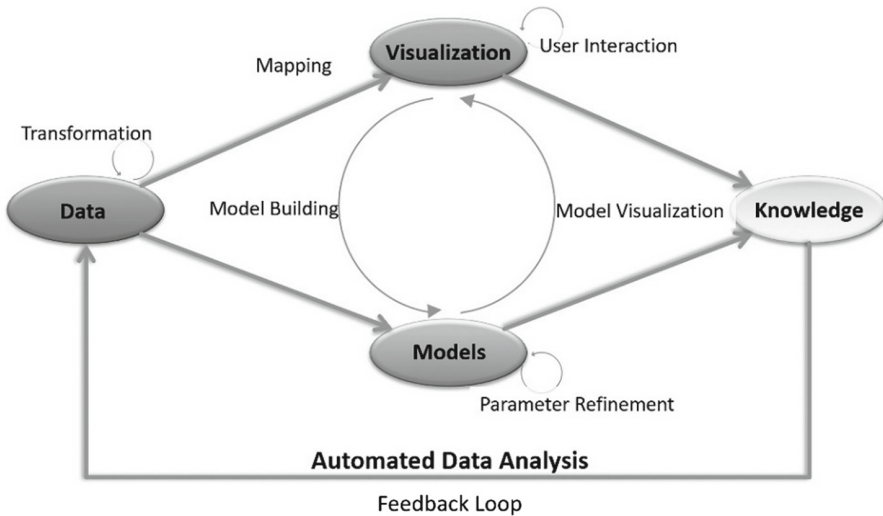 Visualization
User Interaction
Mapping
Transformation
Data
Model Building
Model Visualization
Knowledge
Models
Parameter Refinement
Automated Data Analysis
Feedback Loop